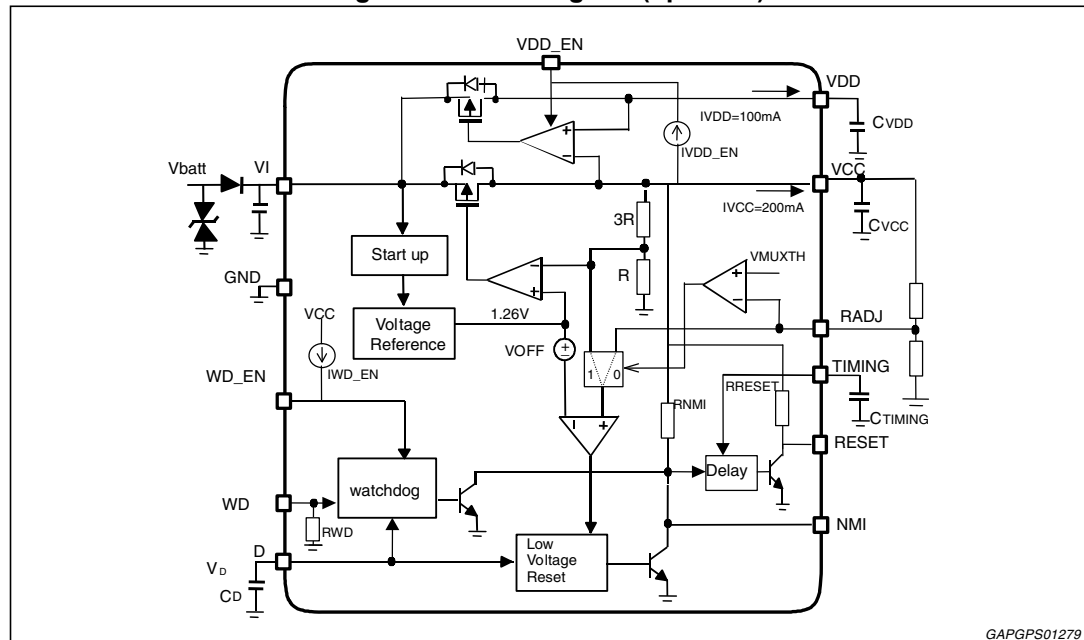 VDD_EN
VDD
IVDD=100mA
CVDD
IVDD_EN
Vbatt
VI
VCC
IVCC=200mA
CVCC
3R
Start up
VMUXTH
+
−
R
GND
1.26V
VCC
Voltage
Reference
RADJ
VOFF
IWD_EN
1
0
TIMING
WD_EN
RRESET
RNMI
CTIMING
RESET
Delay
watchdog
WD
NMI
RWD
D
Low
Voltage
Reset
VD
CD
GAPGPS01279